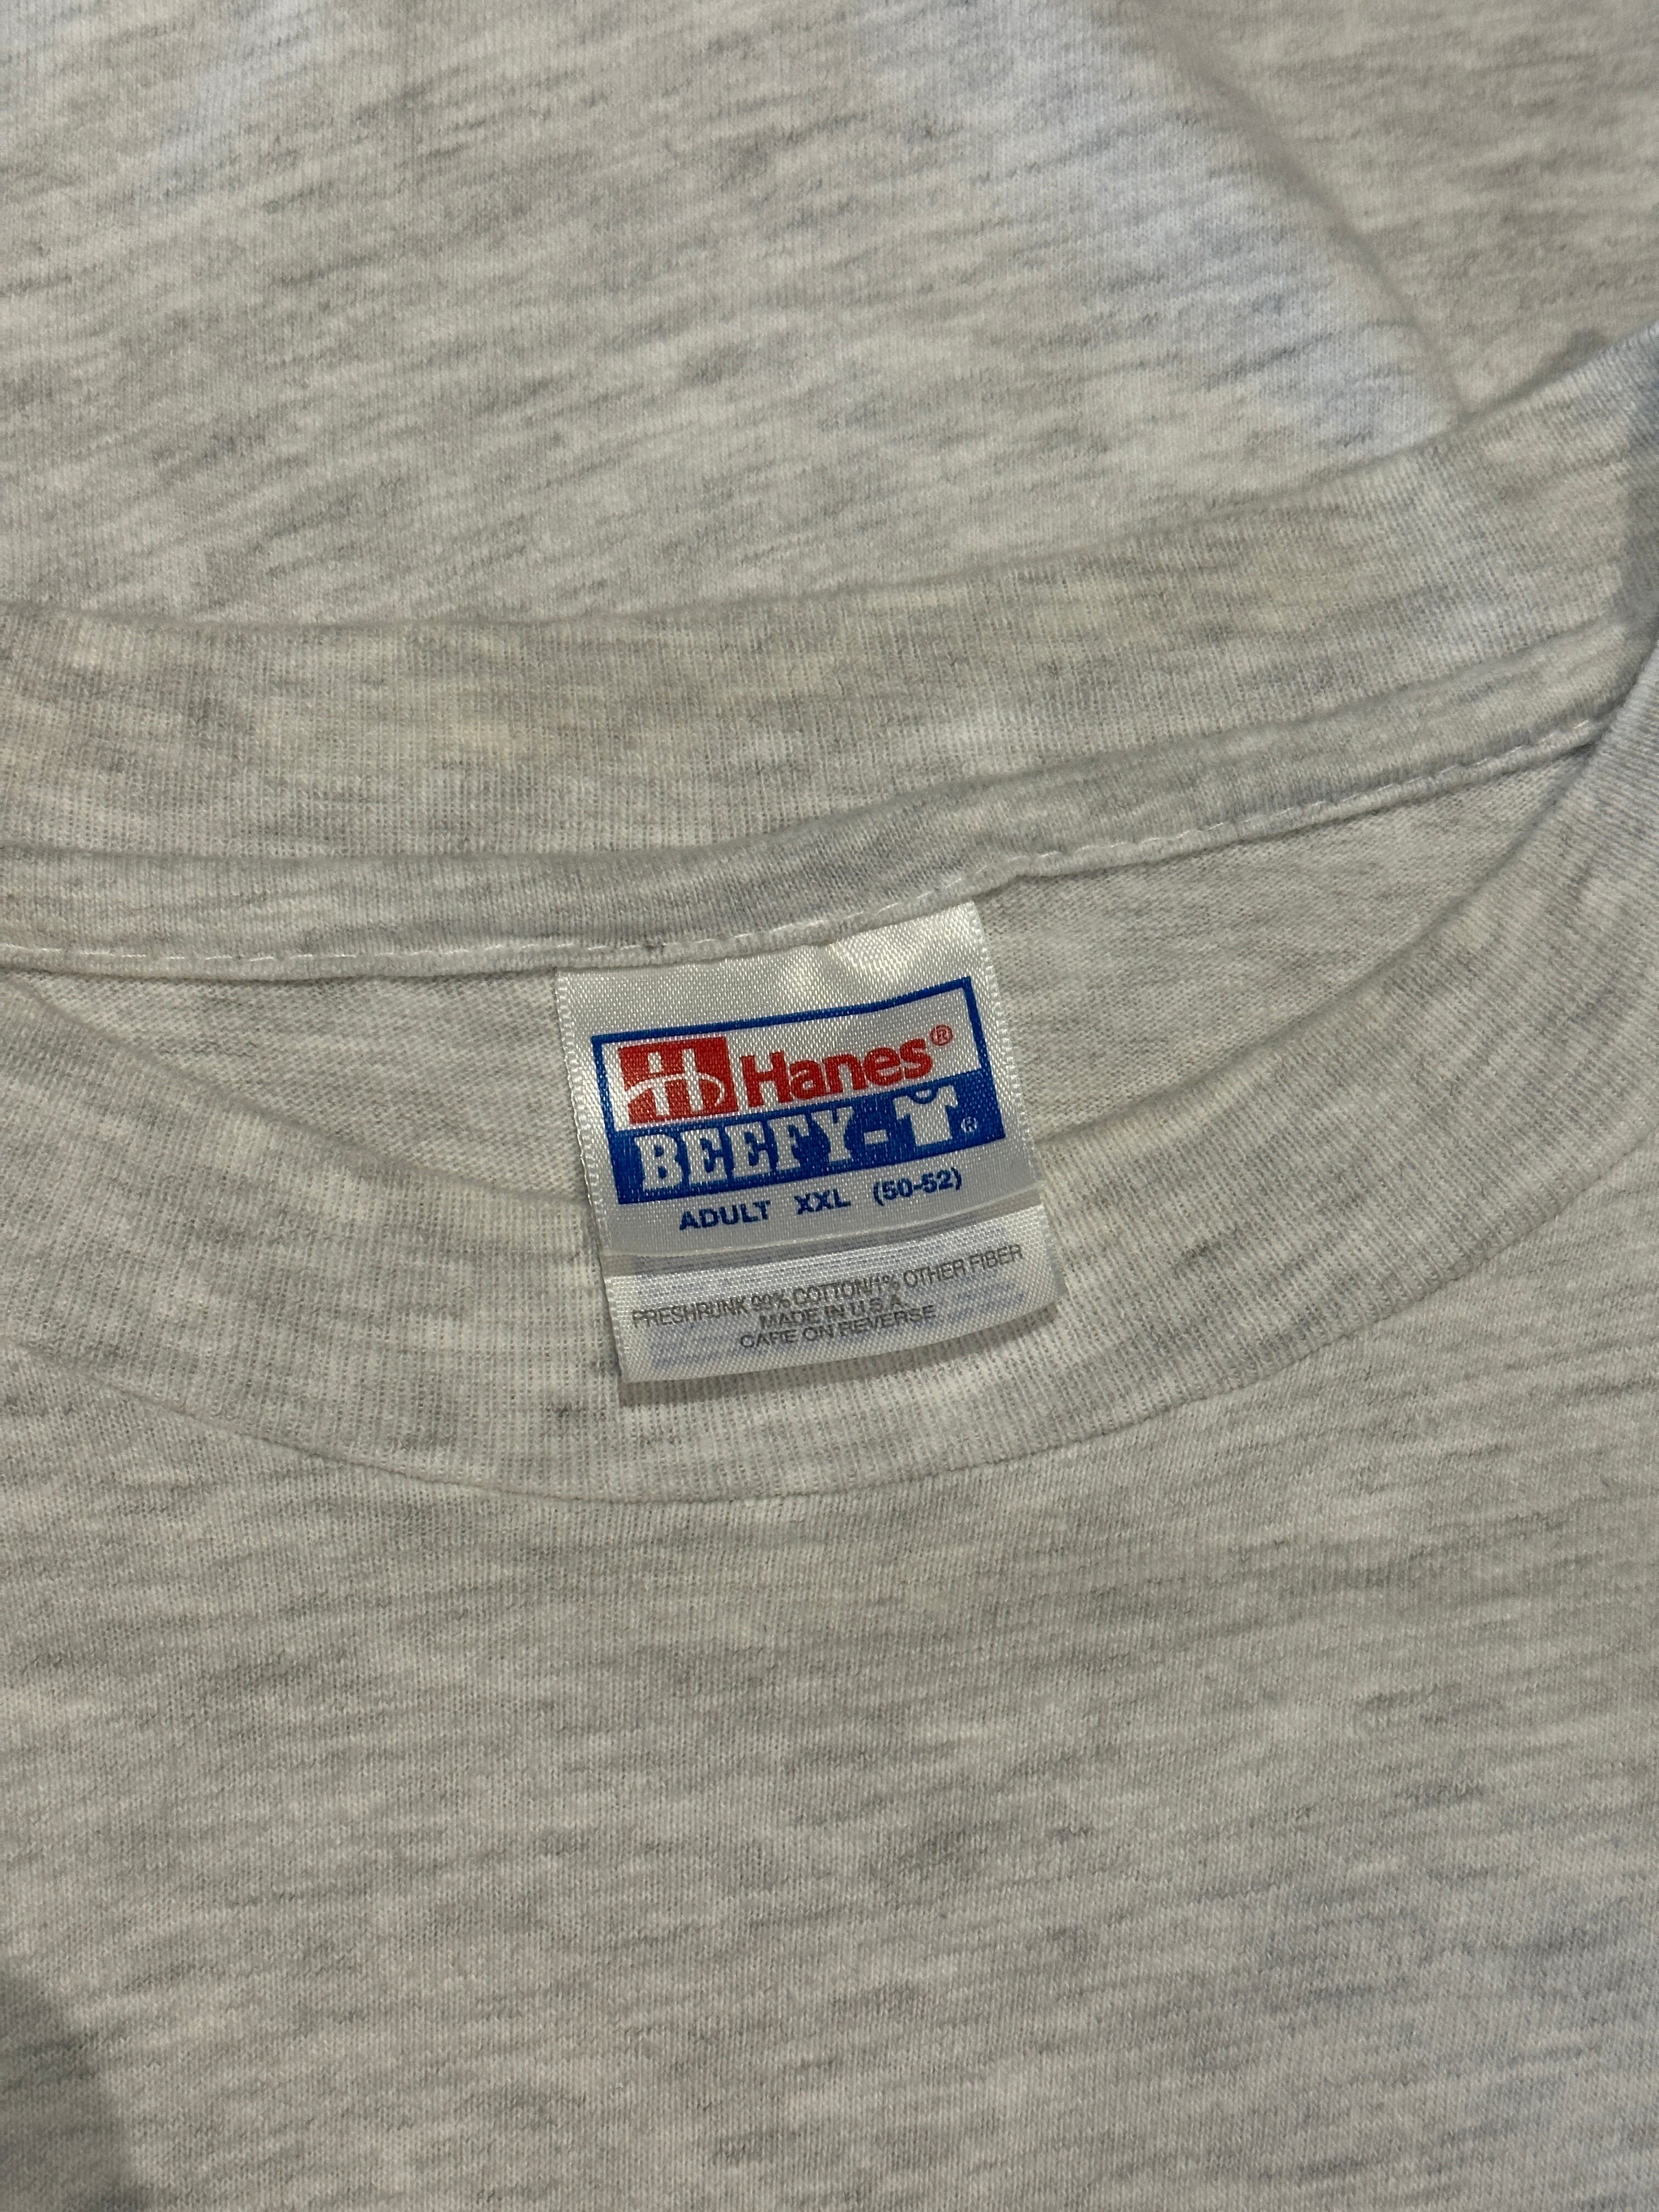 Hanes®
BEEFY-T®
ADULT XXL (50-52)
PRESHRUNK 99% COTTON/1% OTHER FIBER
MADE IN U.S.A.
CARE ON REVERSE